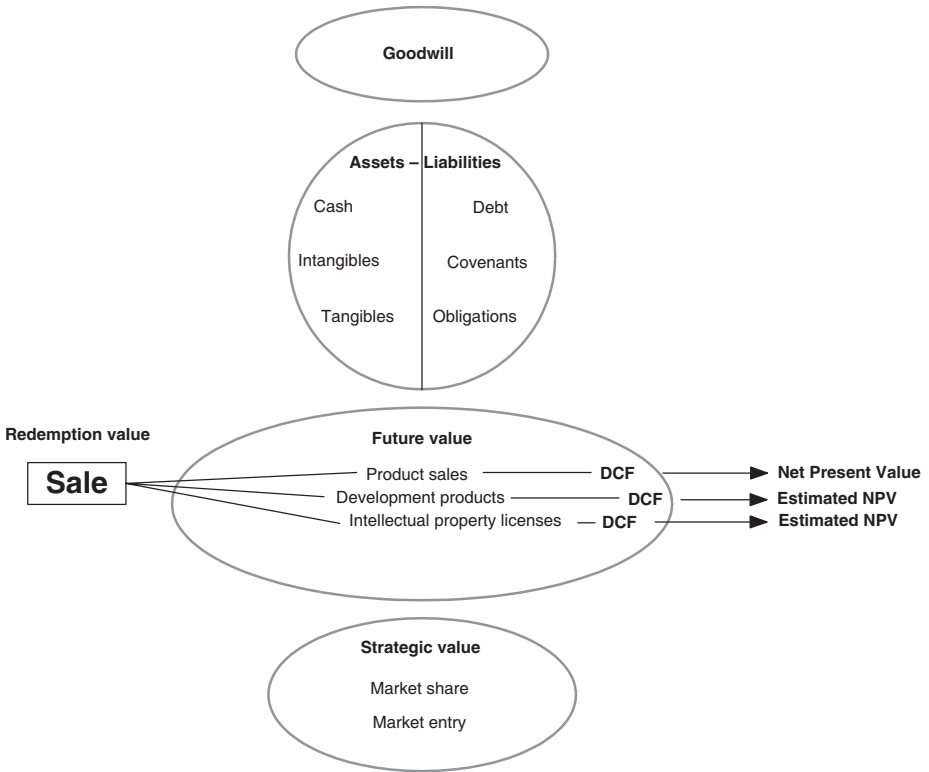 Goodwill
Assets – Liabilities
Cash Debt
Intangibles Covenants
Tangibles Obligations
Redemption value
Sale
Future value
Product sales DCF Net Present Value
Development products DCF Estimated NPV
Intellectual property licenses DCF Estimated NPV
Strategic value
Market share
Market entry